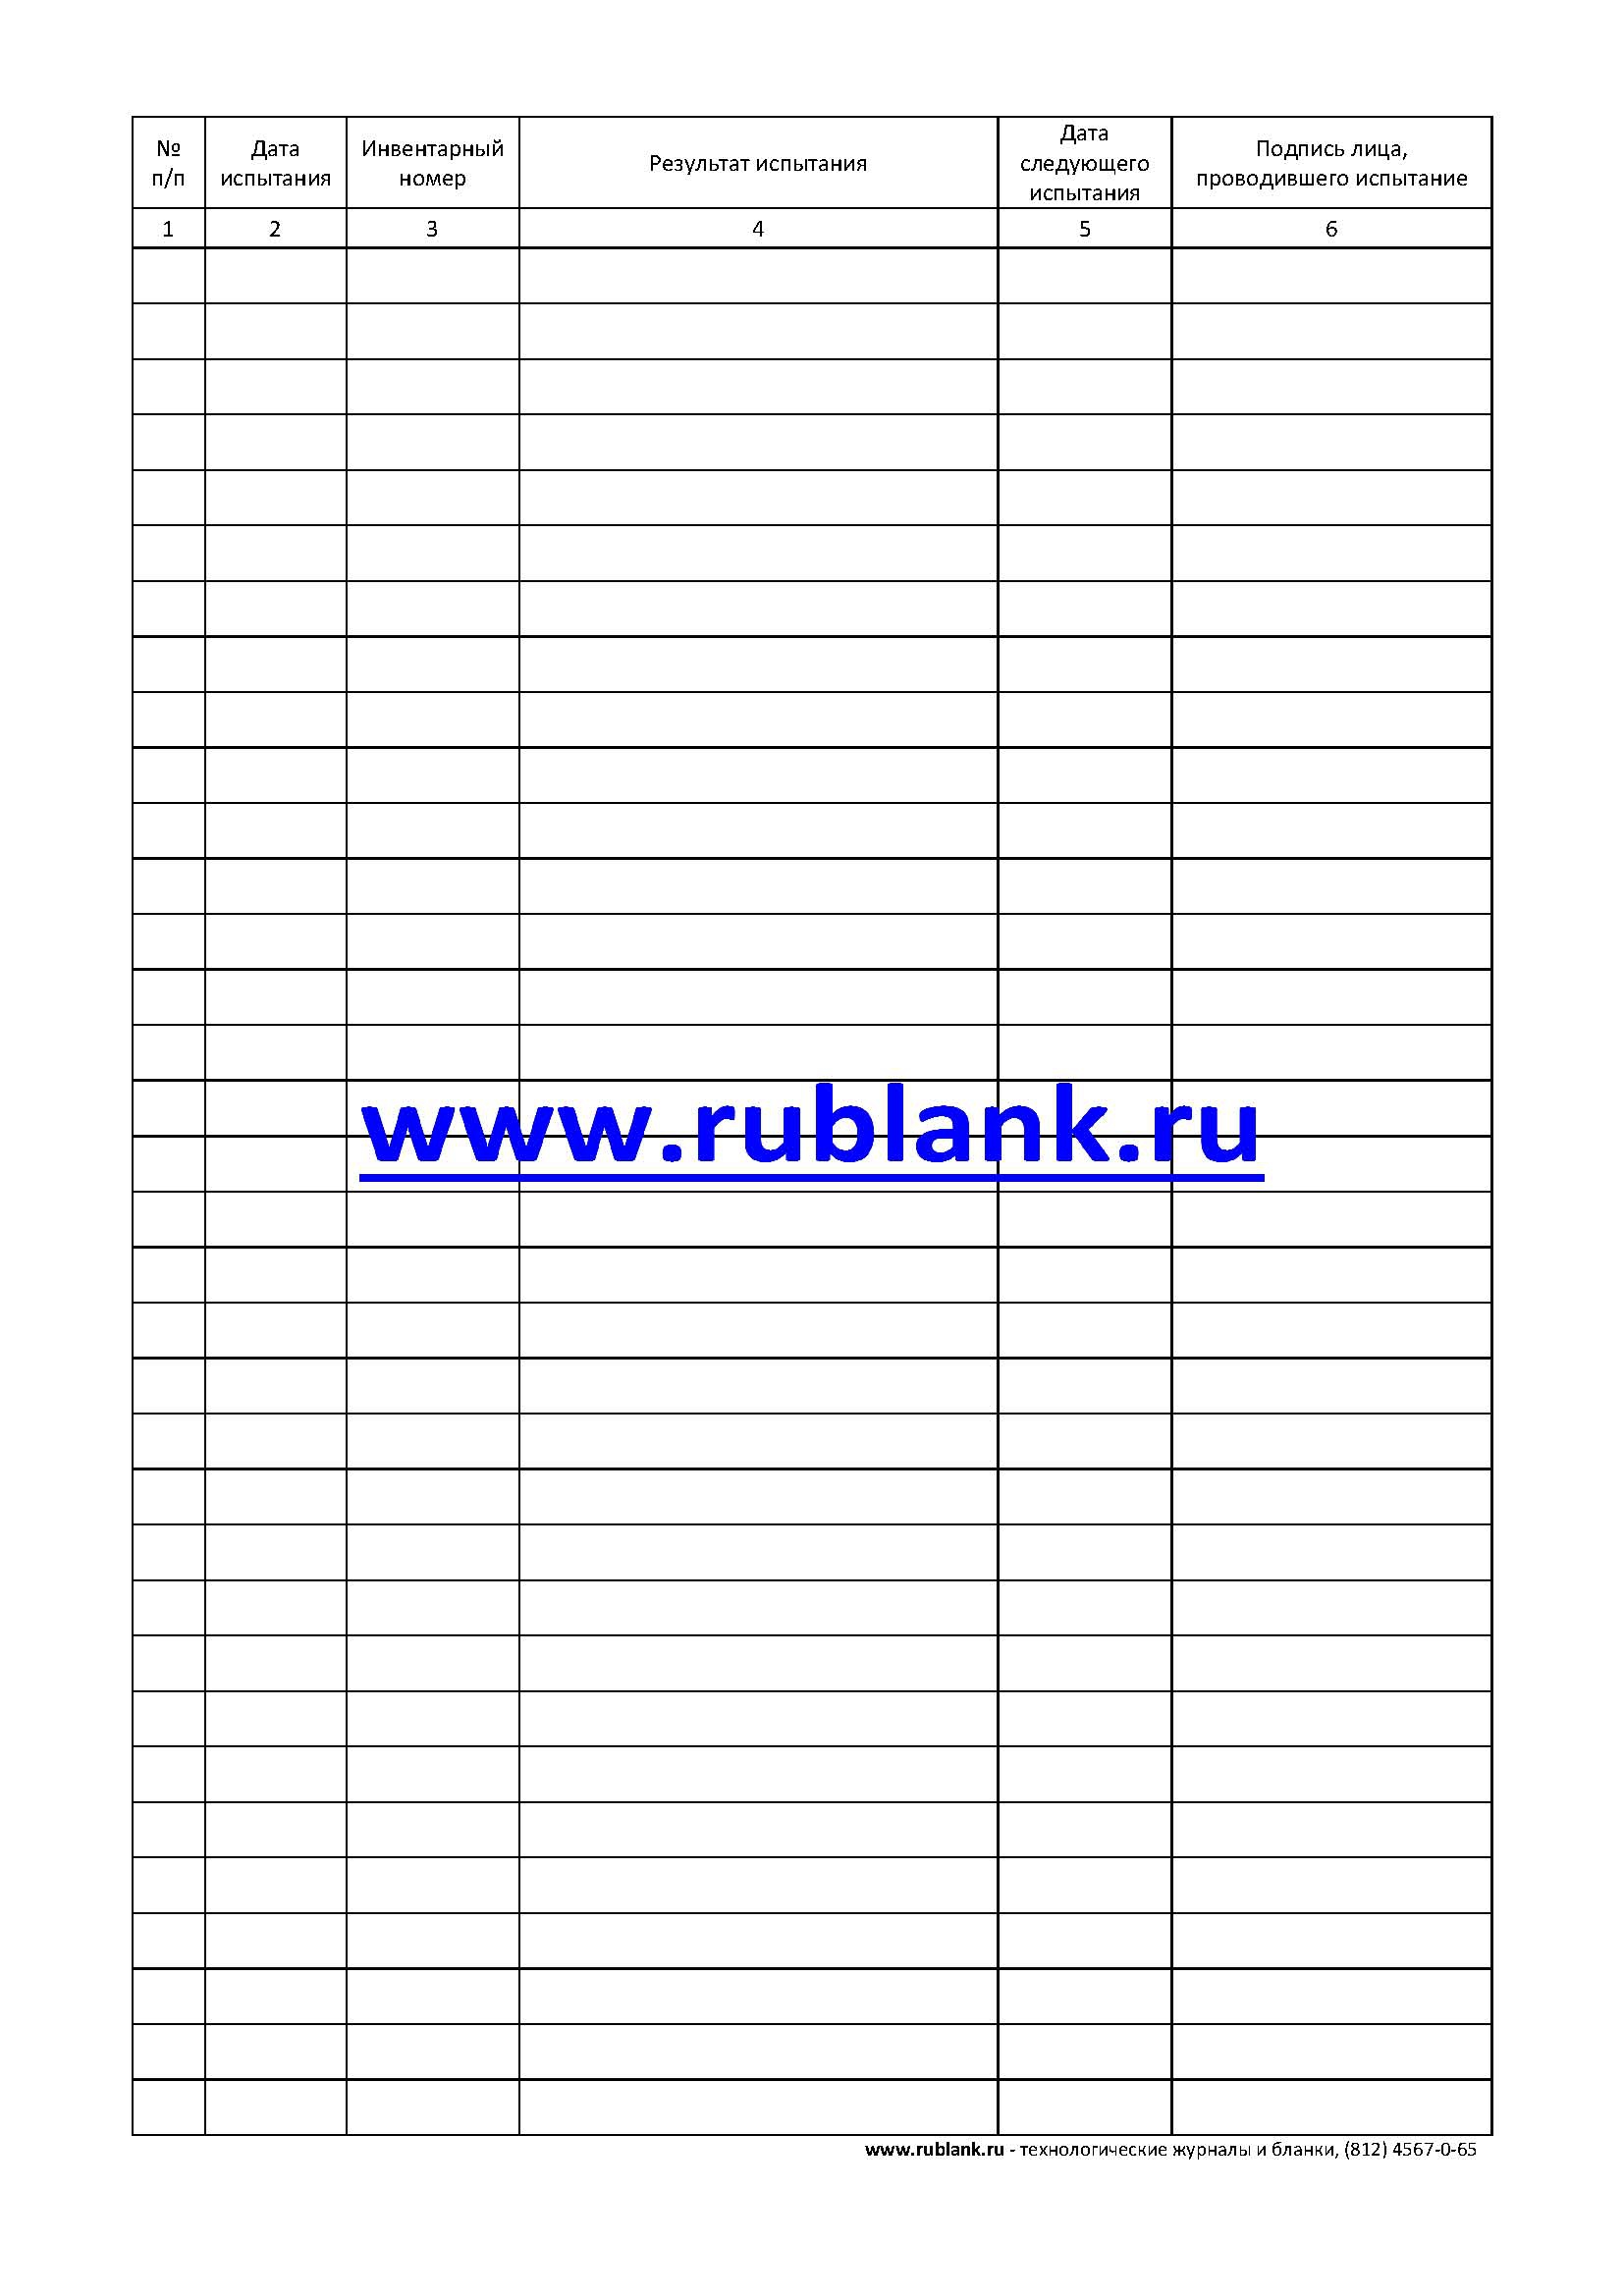 № п/п
Дата испытания
Инвентарный номер
Результат испытания
Дата следующего испытания
Подпись лица, проводившего испытание
1 2 3 4 5 6
www.rublank.ru
www.rublank.ru - технологические журналы и бланки, (812) 4567-0-65